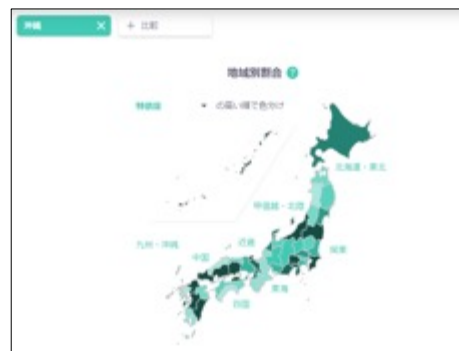 沖縄 ×
+ 比較
地域別割合 ?
の高い順で色分け
北海道・東北
甲信越・北陸
九州・沖縄
近畿
関東
中国
東海
四国